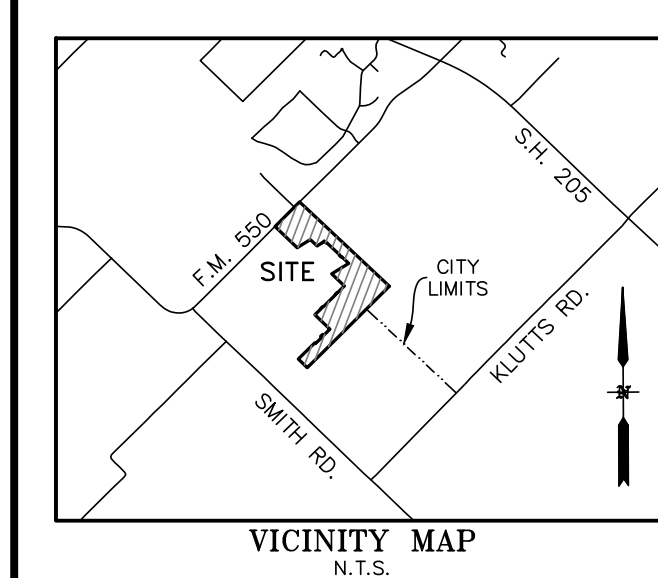 S.H. 205
F.M. 550
SITE
CITY
LIMITS
KLUTTS RD.
N
SMITH RD.
VICINITY MAP
N.T.S.